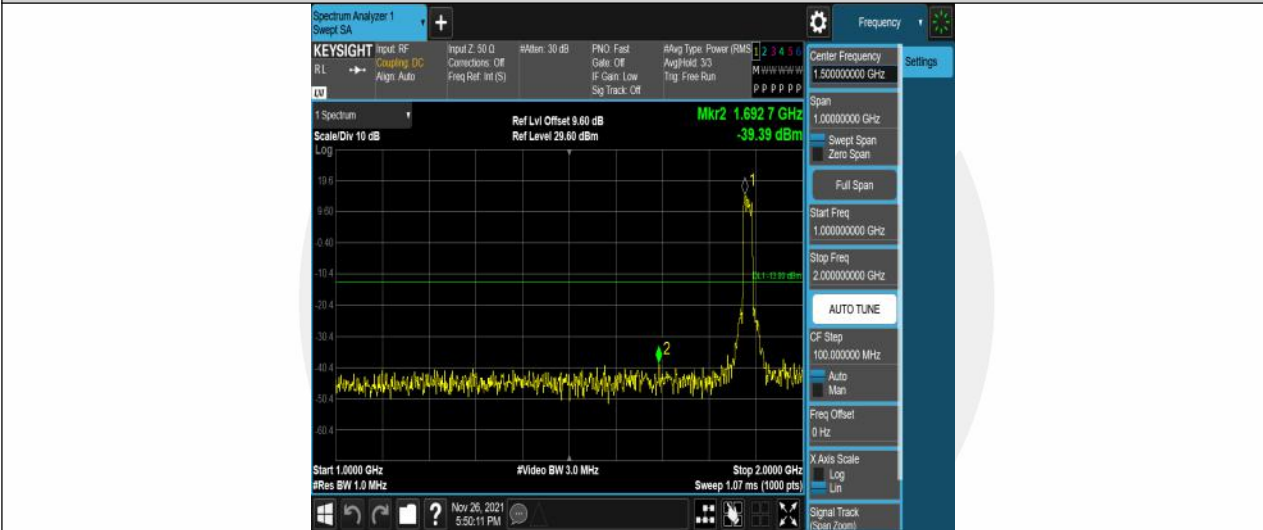 Spectrum Analyzer 1
Swept SA
+
Frequency
KEYSIGHT
RL
LV
Input: RF
Coupling: DC
Align: Auto
Input Z: 50 Ω
Corrections: Off
Freq Ref: Int (S)
#Atten: 30 dB
PNO: Fast
Gate: Off
IF Gain: Low
Sig Track: Off
#Avg Type: Power (RMS
Avg|Hold: 3/3
Trig: Free Run
1 2 3 4 5 6
M W W W W W
P P P P P P
1 Spectrum
Scale/Div 10 dB
Log
Ref Lvl Offset 9.60 dB
Ref Level 29.60 dBm
Mkr2 1.692 7 GHz
-39.39 dBm
19.6
9.60
-0.40
-10.4
-20.4
-30.4
-40.4
-50.4
-60.4
1
DL1 -13.00 dBm
2
Start 1.0000 GHz
#Res BW 1.0 MHz
#Video BW 3.0 MHz
Stop 2.0000 GHz
Sweep 1.07 ms (1000 pts)
?
Nov 26, 2021
5:50:11 PM
Center Frequency
1.500000000 GHz
Settings
Span
1.00000000 GHz
Swept Span
Zero Span
Full Span
Start Freq
1.000000000 GHz
Stop Freq
2.000000000 GHz
AUTO TUNE
CF Step
100.000000 MHz
Auto
Man
Freq Offset
0 Hz
X Axis Scale
Log
Lin
Signal Track
(Span Zoom)